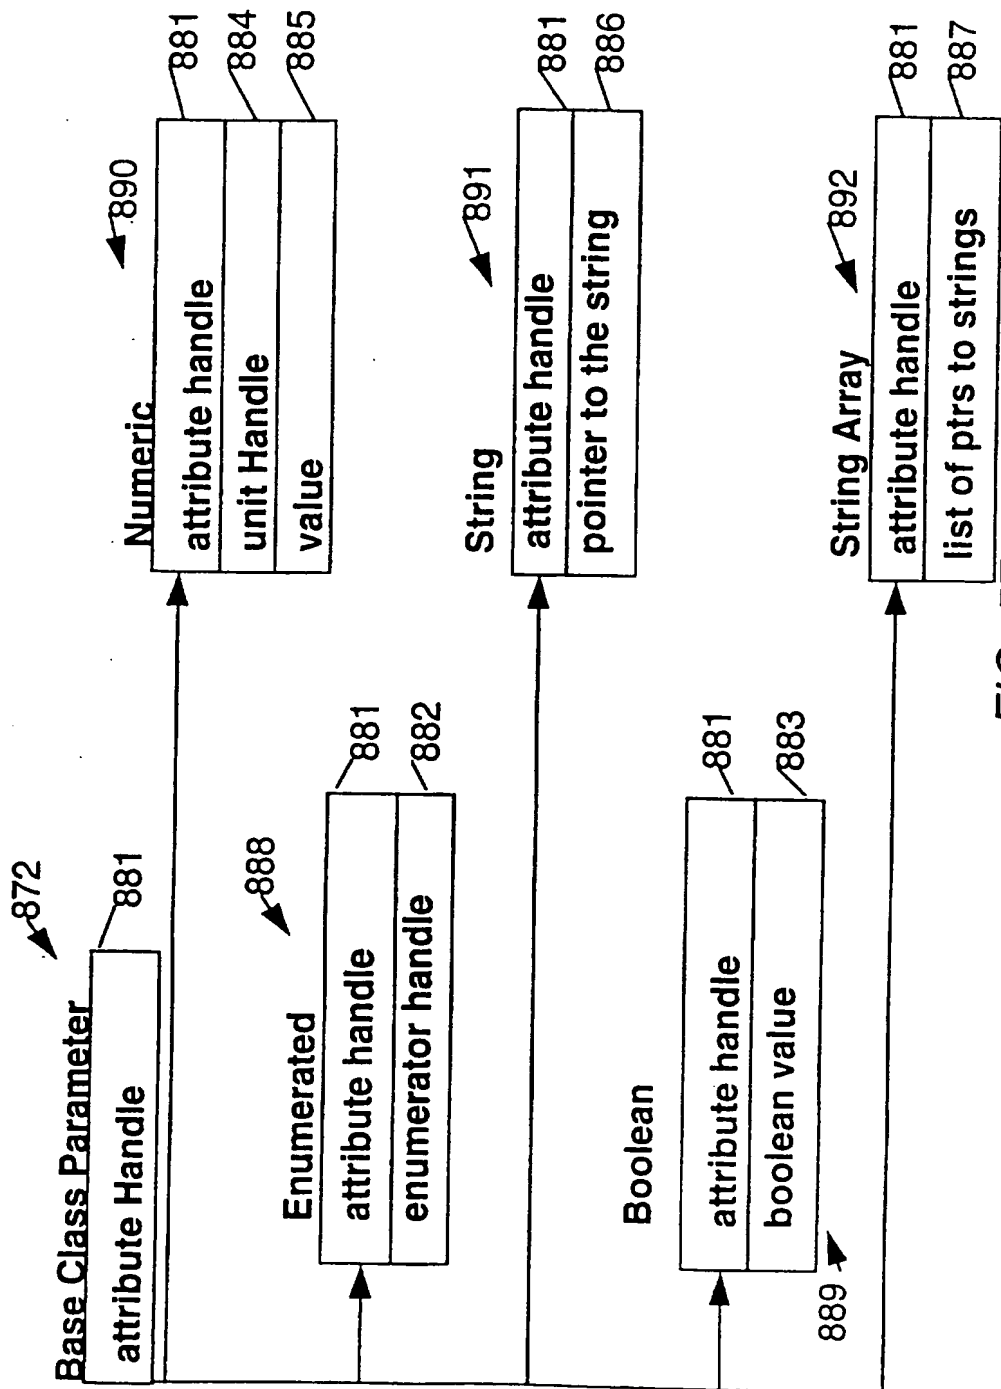 872
Base Class Parameter
attribute Handle
881
890
Numeric
attribute handle
881
unit Handle
884
value
885
888
Enumerated
attribute handle
881
enumerator handle
882
891
String
attribute handle
881
pointer to the string
886
Boolean
attribute handle
881
boolean value
883
889
892
String Array
attribute handle
881
list of ptrs to strings
887